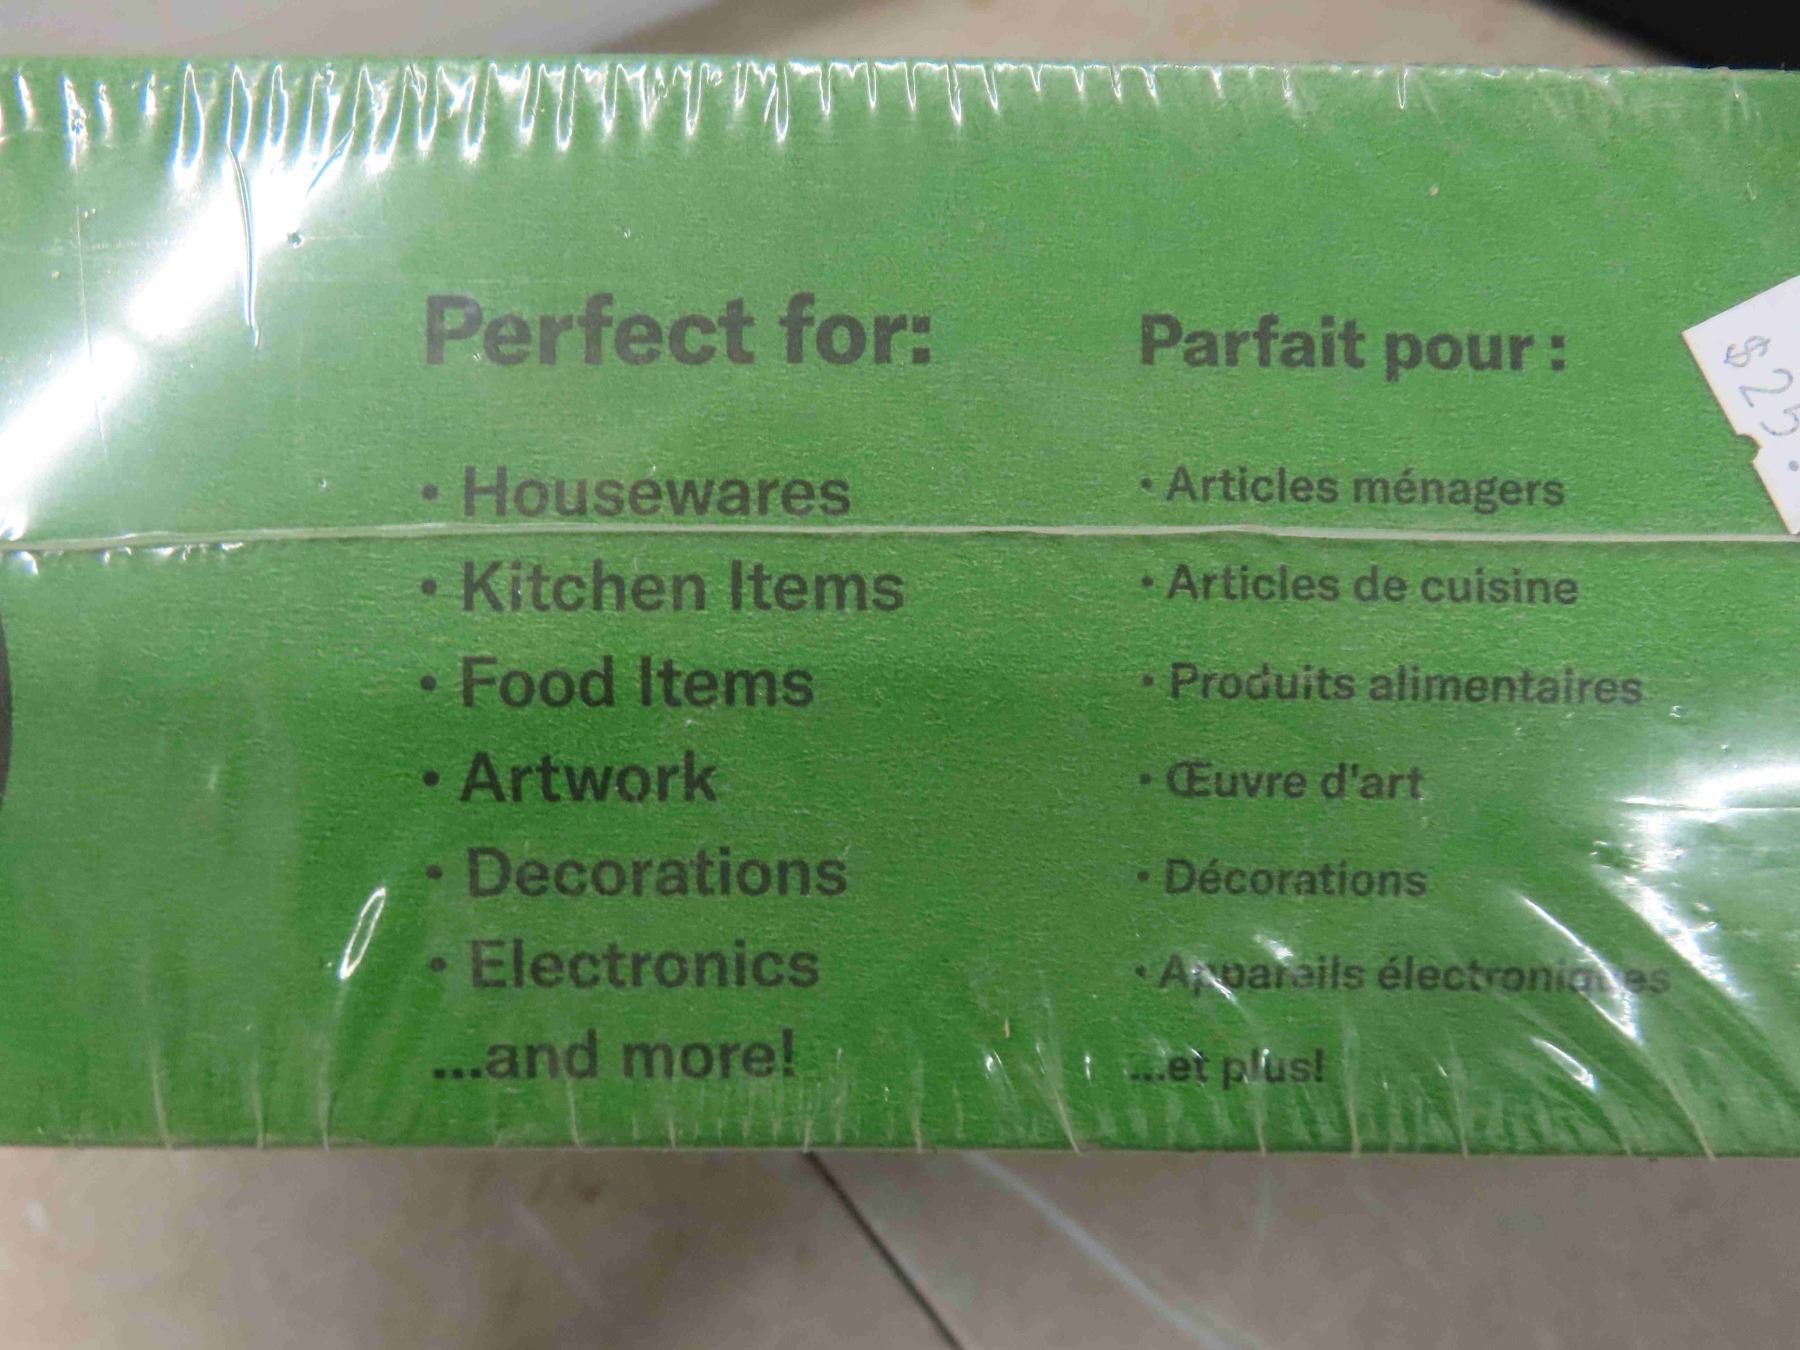 Perfect for:
• Housewares
• Kitchen Items
• Food Items
• Artwork
• Decorations
• Electronics
...and more!
Parfait pour :
• Articles ménagers
• Articles de cuisine
• Produits alimentaires
• Œuvre d'art
• Décorations
• Appareils électroniques
...et plus!
$25.